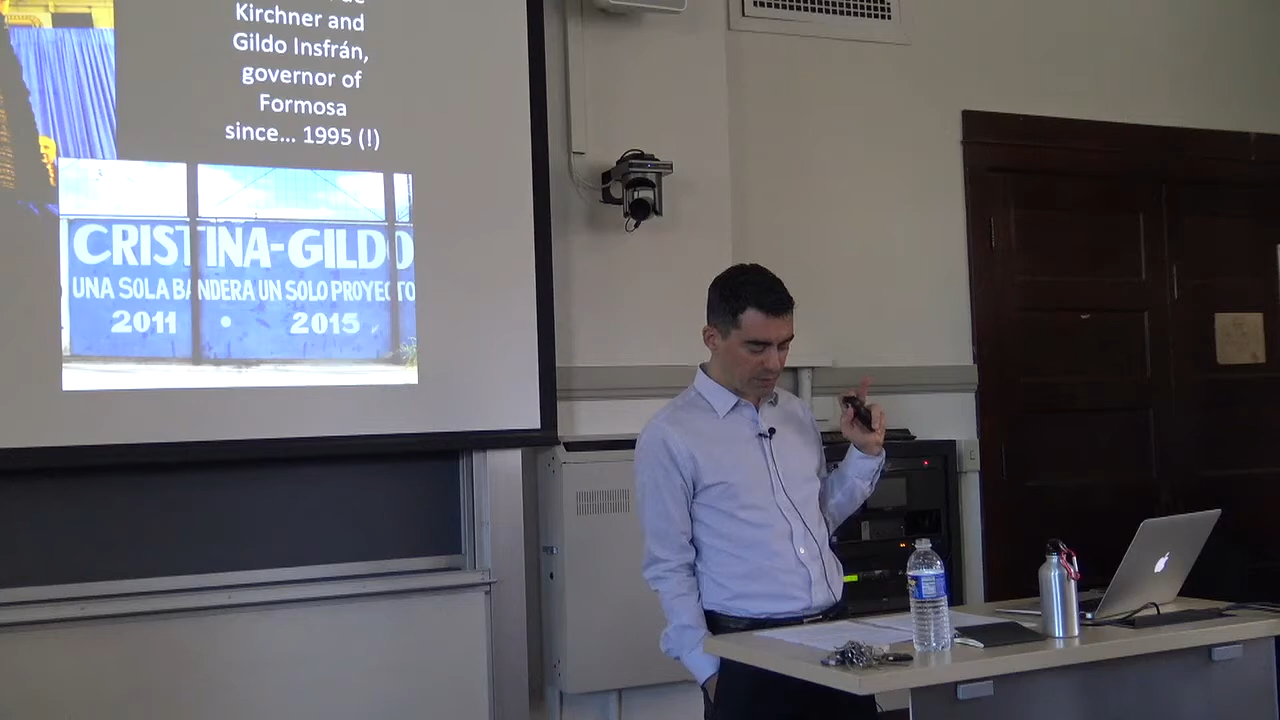 Kirchner and
Gildo Insfrán,
governor of
Formosa
since... 1995 (!)
CRISTINA-GILDO
UNA SOLA BANDERA UN SOLO PROYECTO
2011 • 2015